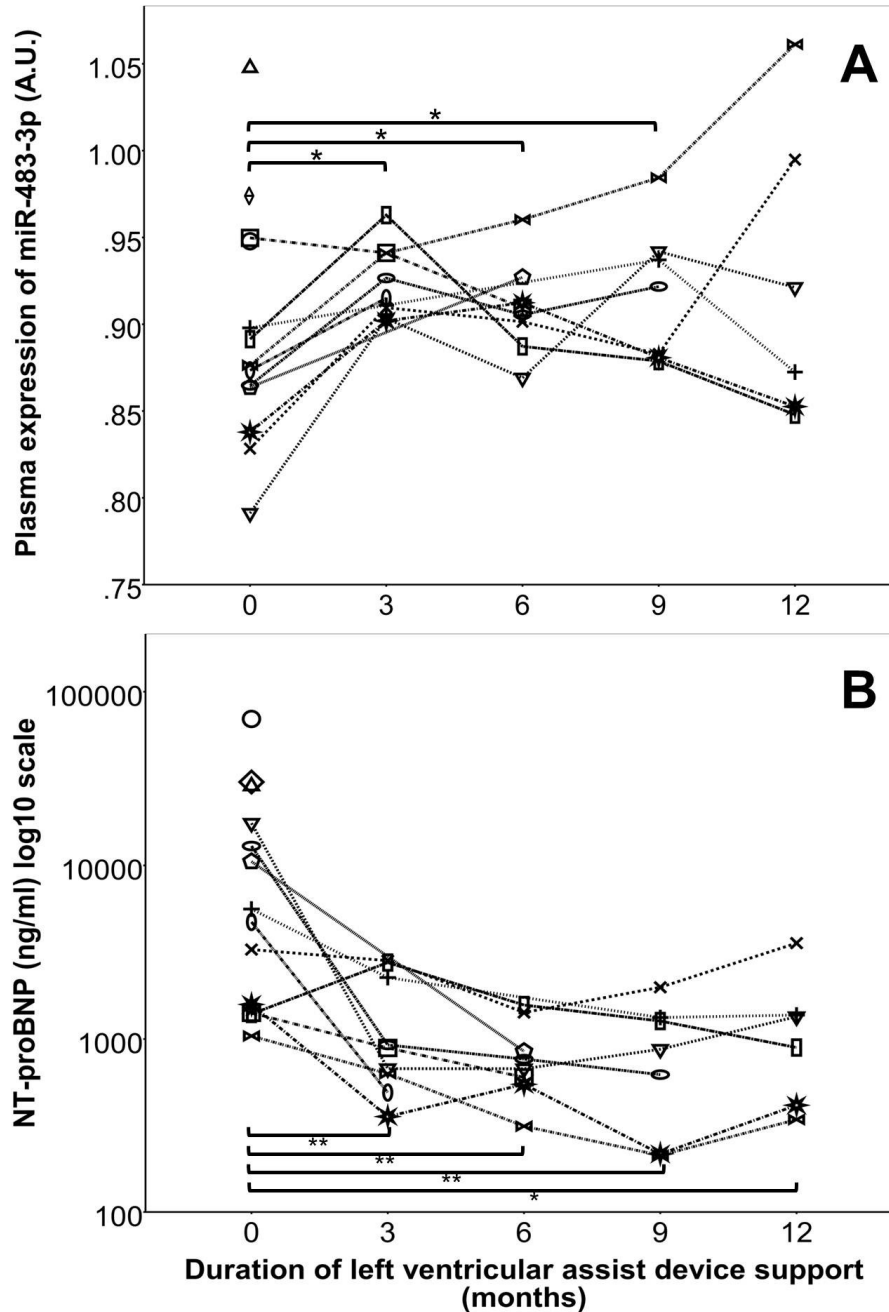 Plasma expression of miR-483-3p (A.U.)
A
1.05
1.00
.95
.90
.85
.80
.75
*
*
*
0 3 6 9 12
NT-proBNP (ng/ml) log10 scale
B
100000
10000
1000
100
**
**
**
*
0 3 6 9 12
Duration of left ventricular assist device support
(months)